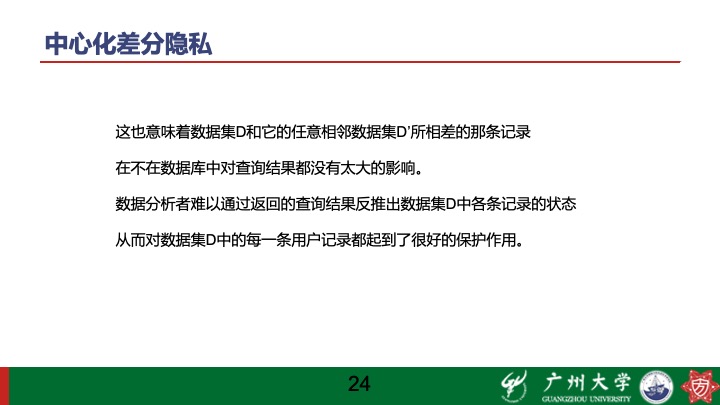 中心化差分隐私
这也意味着数据集D和它的任意相邻数据集D’所相差的那条记录
在不在数据库中对查询结果都没有太大的影响。
数据分析者难以通过返回的查询结果反推出数据集D中各条记录的状态
从而对数据集D中的每一条用户记录都起到了很好的保护作用。
24
广州大学
GUANGZHOU UNIVERSITY